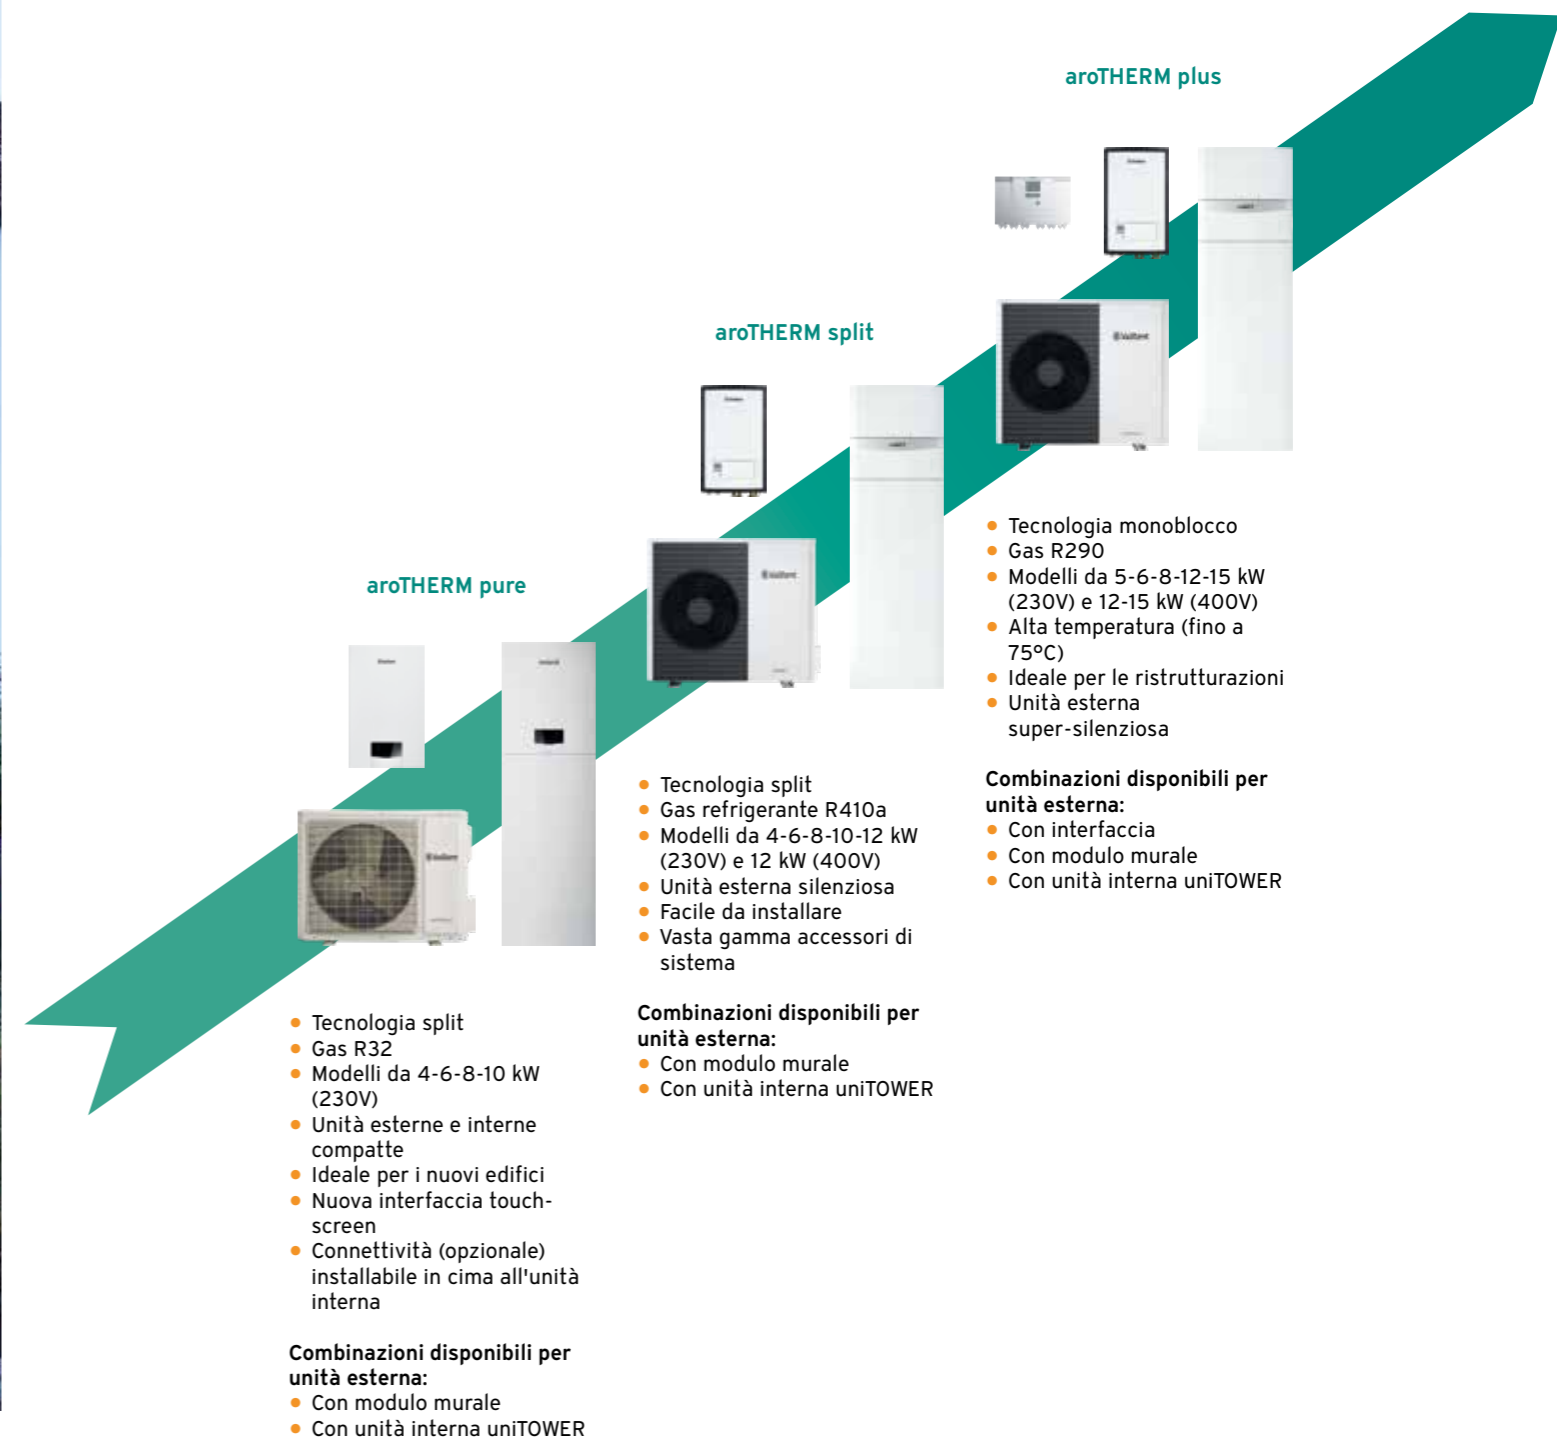 aroTHERM plus
Vaillant
aroTHERM split
Vaillant
aroTHERM pure
Vaillant
● Tecnologia monoblocco
● Gas R290
● Modelli da 5-6-8-12-15 kW
(230V) e 12-15 kW (400V)
● Alta temperatura (fino a
75°C)
● Ideale per le ristrutturazioni
● Unità esterna
super-silenziosa
Combinazioni disponibili per
unità esterna:
● Con interfaccia
● Con modulo murale
● Con unità interna uniTOWER
● Tecnologia split
● Gas refrigerante R410a
● Modelli da 4-6-8-10-12 kW
(230V) e 12 kW (400V)
● Unità esterna silenziosa
● Facile da installare
● Vasta gamma accessori di
sistema
Combinazioni disponibili per
unità esterna:
● Con modulo murale
● Con unità interna uniTOWER
● Tecnologia split
● Gas R32
● Modelli da 4-6-8-10 kW
(230V)
● Unità esterne e interne
compatte
● Ideale per i nuovi edifici
● Nuova interfaccia touch-
screen
● Connettività (opzionale)
installabile in cima all'unità
interna
Combinazioni disponibili per
unità esterna:
● Con modulo murale
● Con unità interna uniTOWER